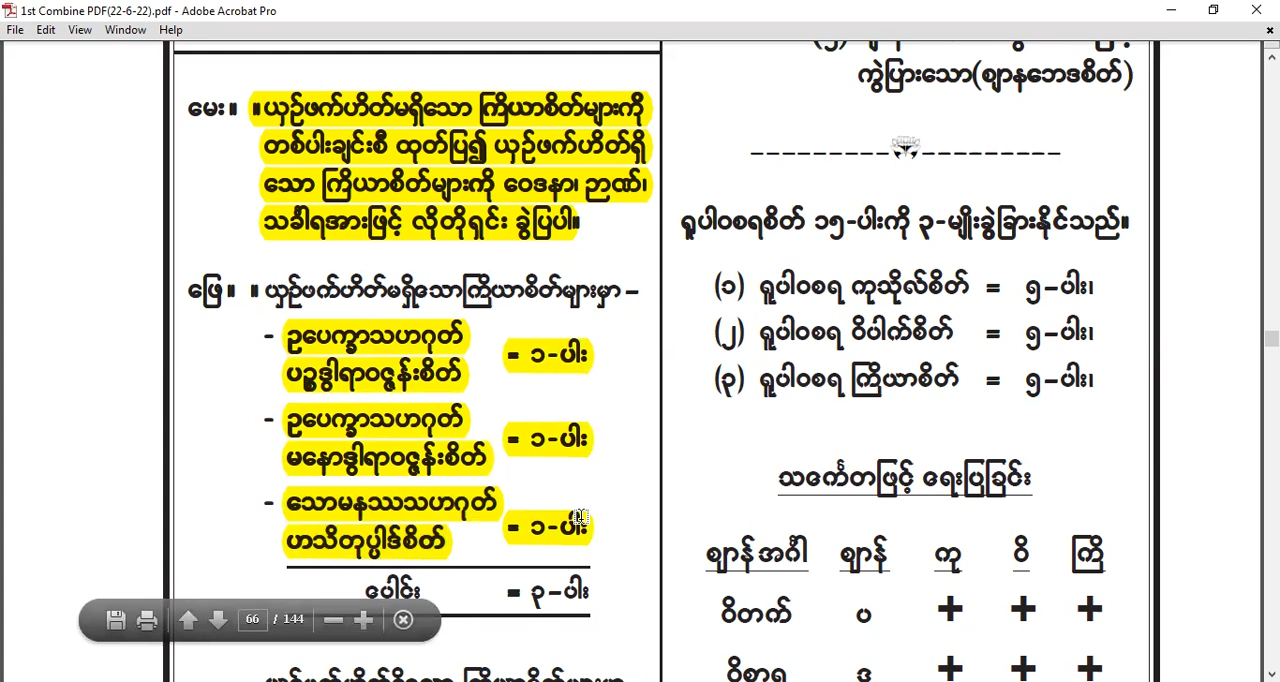 1st Combine PDF(22-6-22).pdf - Adobe Acrobat Pro
File Edit View Window Help
မေး။ ။ယှဉ်ဖက်ဟိတ်မရှိသော ကြိယာစိတ်များကို
တစ်ပါးချင်းစီ ထုတ်ပြ၍ ယှဉ်ဖက်ဟိတ်ရှိ
သော ကြိယာစိတ်များကို ဝေဒနာ၊ ဉာဏ်၊
သင်္ခါရအားဖြင့် လိုတိုရှင်း ခွဲပြပါ။
ဖြေ။ ။ယှဉ်ဖက်ဟိတ်မရှိသောကြိယာစိတ်များမှာ –
- ဥပေက္ခာသဟဂုတ်
ပဉ္စဒွါရာဝဇ္ဇန်းစိတ် = ၁-ပါး
- ဥပေက္ခာသဟဂုတ်
မနောဒွါရာဝဇ္ဇန်းစိတ် = ၁-ပါး
- သောမနဿသဟဂုတ်
ဟသိတုပ္ပါဒ်စိတ် = ၁-ပါး
ပေါင်း = ၃-ပါး
66 / 144
ကွဲပြားသော(ဈာနဘေဒစိတ်)
ရူပါဝစရစိတ် ၁၅-ပါးကို ၃-မျိုးခွဲခြားနိုင်သည်။
(၁) ရူပါဝစရ ကုသိုလ်စိတ် = ၅-ပါး၊
(၂) ရူပါဝစရ ဝိပါက်စိတ် = ၅-ပါး၊
(၃) ရူပါဝစရ ကြိယာစိတ် = ၅-ပါး၊
သင်္ကေတဖြင့် ရေးပြခြင်း
ဈာန်အင်္ဂါ ဈာန် ကု ဝိ ကြိ
ဝိတက် ပ + + +
ဝိစာရ ဒု + + +